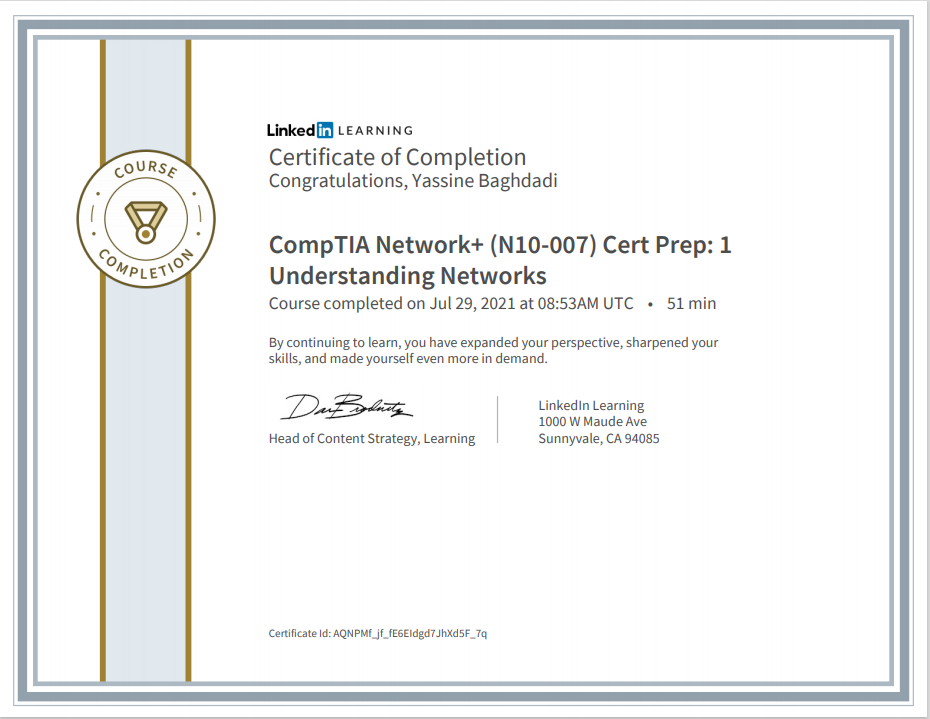 COURSE
COMPLETION
Linked in LEARNING
Certificate of Completion
Congratulations, Yassine Baghdadi
CompTIA Network+ (N10-007) Cert Prep: 1
Understanding Networks
Course completed on Jul 29, 2021 at 08:53AM UTC • 51 min
By continuing to learn, you have expanded your perspective, sharpened your
skills, and made yourself even more in demand.
Head of Content Strategy, Learning
LinkedIn Learning
1000 W Maude Ave
Sunnyvale, CA 94085
Certificate Id: AQNPMf_jf_fE6EIdgd7JhXd5F_7q